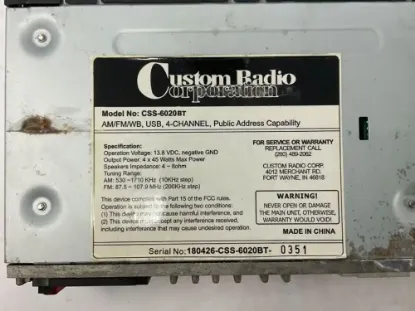 Custom Radio
Corporation
Model No: CSS-6020BT
AM/FM/WB, USB, 4-CHANNEL, Public Address Capability
Specification:
Operation Voltage: 13.8 VDC, negative GND
Output Power: 4 x 45 Watts Max Power
Speakers Impedance: 4 ~ 8ohm
Tuning Range:
AM: 530 ~1710 KHz (10KHz step)
FM: 87.5 ~ 107.9 MHz (200KHz step)
This device complies with Part 15 of the FCC rules.
Operation is subject to the following two conditions:
(1) This device may not cause harmful interference, and
(2) This device must accept any interference received,
including interference that may cause undesired operation.
FOR SERVICE OR WARRANTY
REPLACEMENT CALL
(260) 489-2062
CUSTOM RADIO CORP.
4012 MERCHANT RD.
FORT WAYNE, IN 46818
WARNING!
NEVER OPEN OR DAMAGE
THE MAIN UNIT, OTHERWISE,
WARRANTY WOULD VOID!
MADE IN CHINA
Serial No:180426-CSS-6020BT- 0351